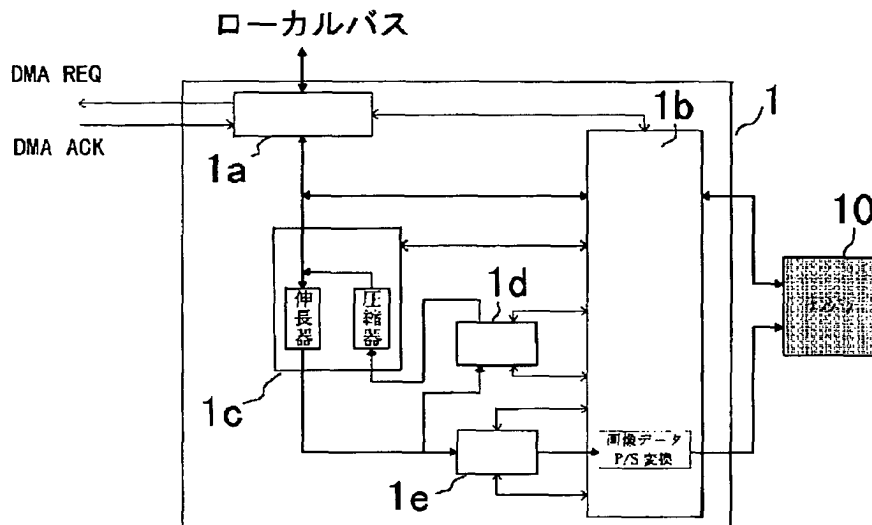 ローカルバス
DMA REQ
DMA ACK
1a
1b
1
10
伸長器
圧縮器
1d
1c
画像データ
P/S 変換
1e